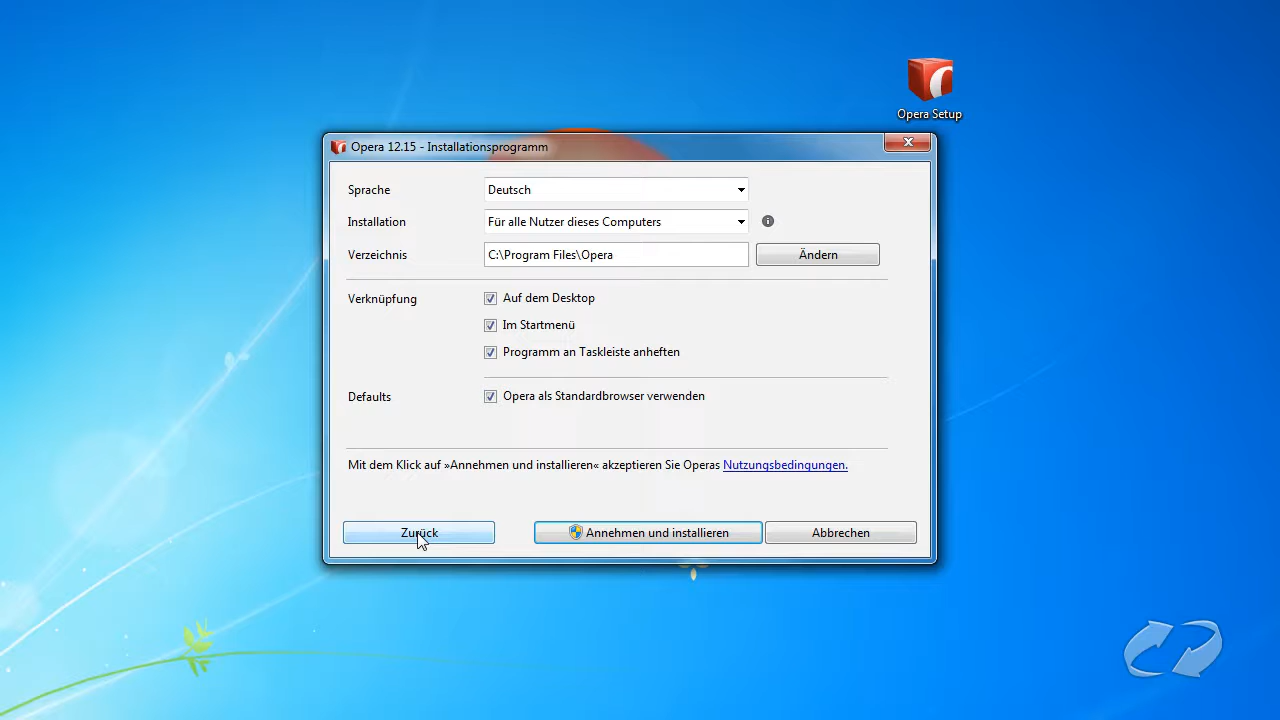 Opera Setup
Opera 12.15 - Installationsprogramm
Sprache Deutsch
Installation Für alle Nutzer dieses Computers
Verzeichnis C:\Program Files\Opera Ändern
Verknüpfung Auf dem Desktop
Im Startmenü
Programm an Taskleiste anheften
Defaults Opera als Standardbrowser verwenden
Mit dem Klick auf »Annehmen und installieren« akzeptieren Sie Operas Nutzungsbedingungen.
Zurück Annehmen und installieren Abbrechen